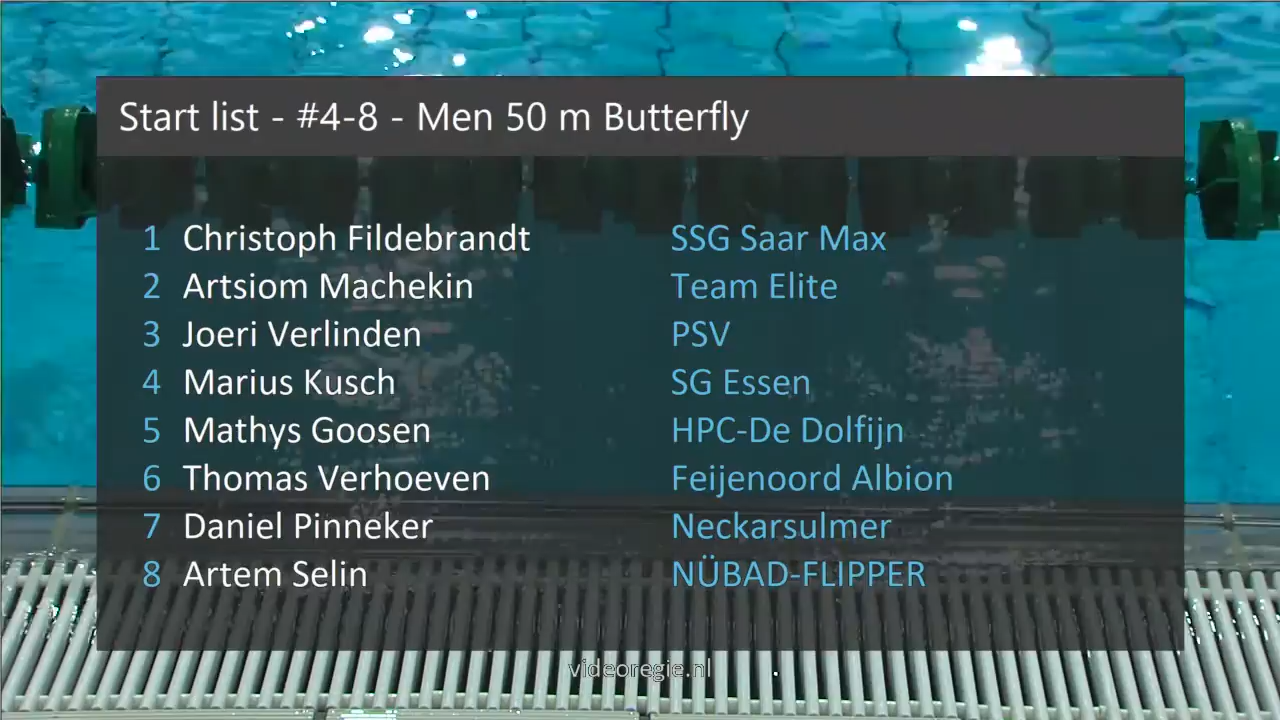 Start list - #4-8 - Men 50 m Butterfly
1 Christoph Fildebrandt SSG Saar Max
2 Artsiom Machekin Team Elite
3 Joeri Verlinden PSV
4 Marius Kusch SG Essen
5 Mathys Goosen HPC-De Dolfijn
6 Thomas Verhoeven Feijenoord Albion
7 Daniel Pinneker Neckarsulmer
8 Artem Selin NÜBAD-FLIPPER
videoregie.nl